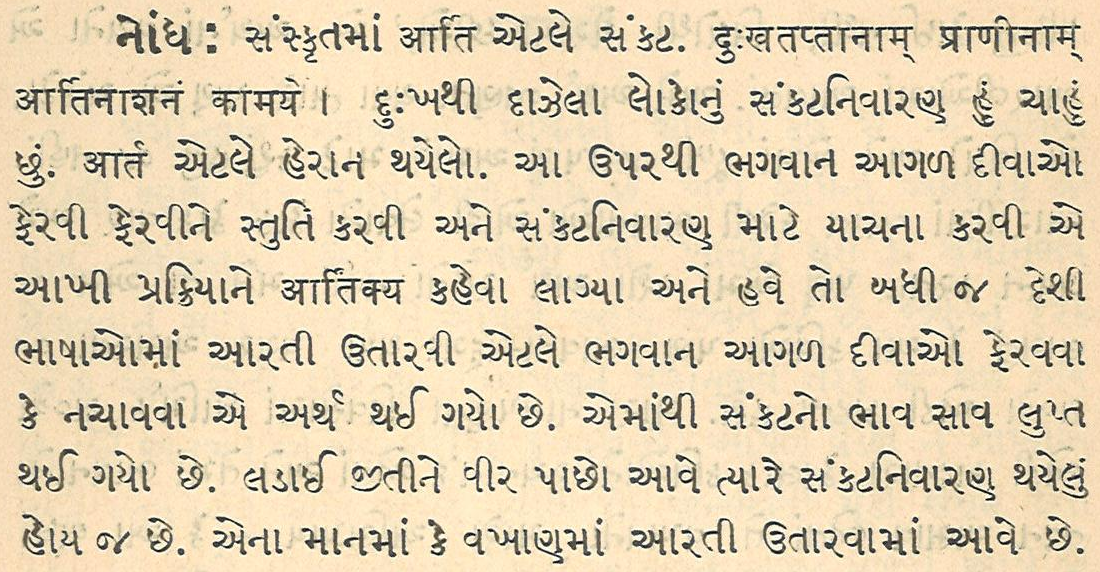 નોંધ : સંસ્કૃતમાં आर्ति એટલે સંકટ. दुःखतप्तानाम् प्राणीनाम्
आर्तिनाशनं कामये । દુઃખથી દાઝેલા લોકોનું સંકટનિવારણ હું ચાહું
છું. आर्त એટલે હેરાન થયેલો. આ ઉપરથી ભગવાન આગળ દીવાઓ
ફેરવી ફેરવીને સ્તુતિ કરવી અને સંકટનિવારણ માટે યાચના કરવી એ
આખી પ્રક્રિયાને आर्तिक्य કહેવા લાગ્યા અને હવે તો બધી જ દેશી
ભાષાઓમાં આરતી ઉતારવી એટલે ભગવાન આગળ દીવાઓ ફેરવવા
કે નચાવવા એ અર્થ થઈ ગયો છે. એમાંથી સંકટનો ભાવ સાવ લુપ્ત
થઈ ગયો છે. લડાઈ જીતીને વીર પાછો આવે ત્યારે સંકટનિવારણ થયેલું
હોય જ છે. એના માનમાં કે વખાણમાં આરતી ઉતારવામાં આવે છે.